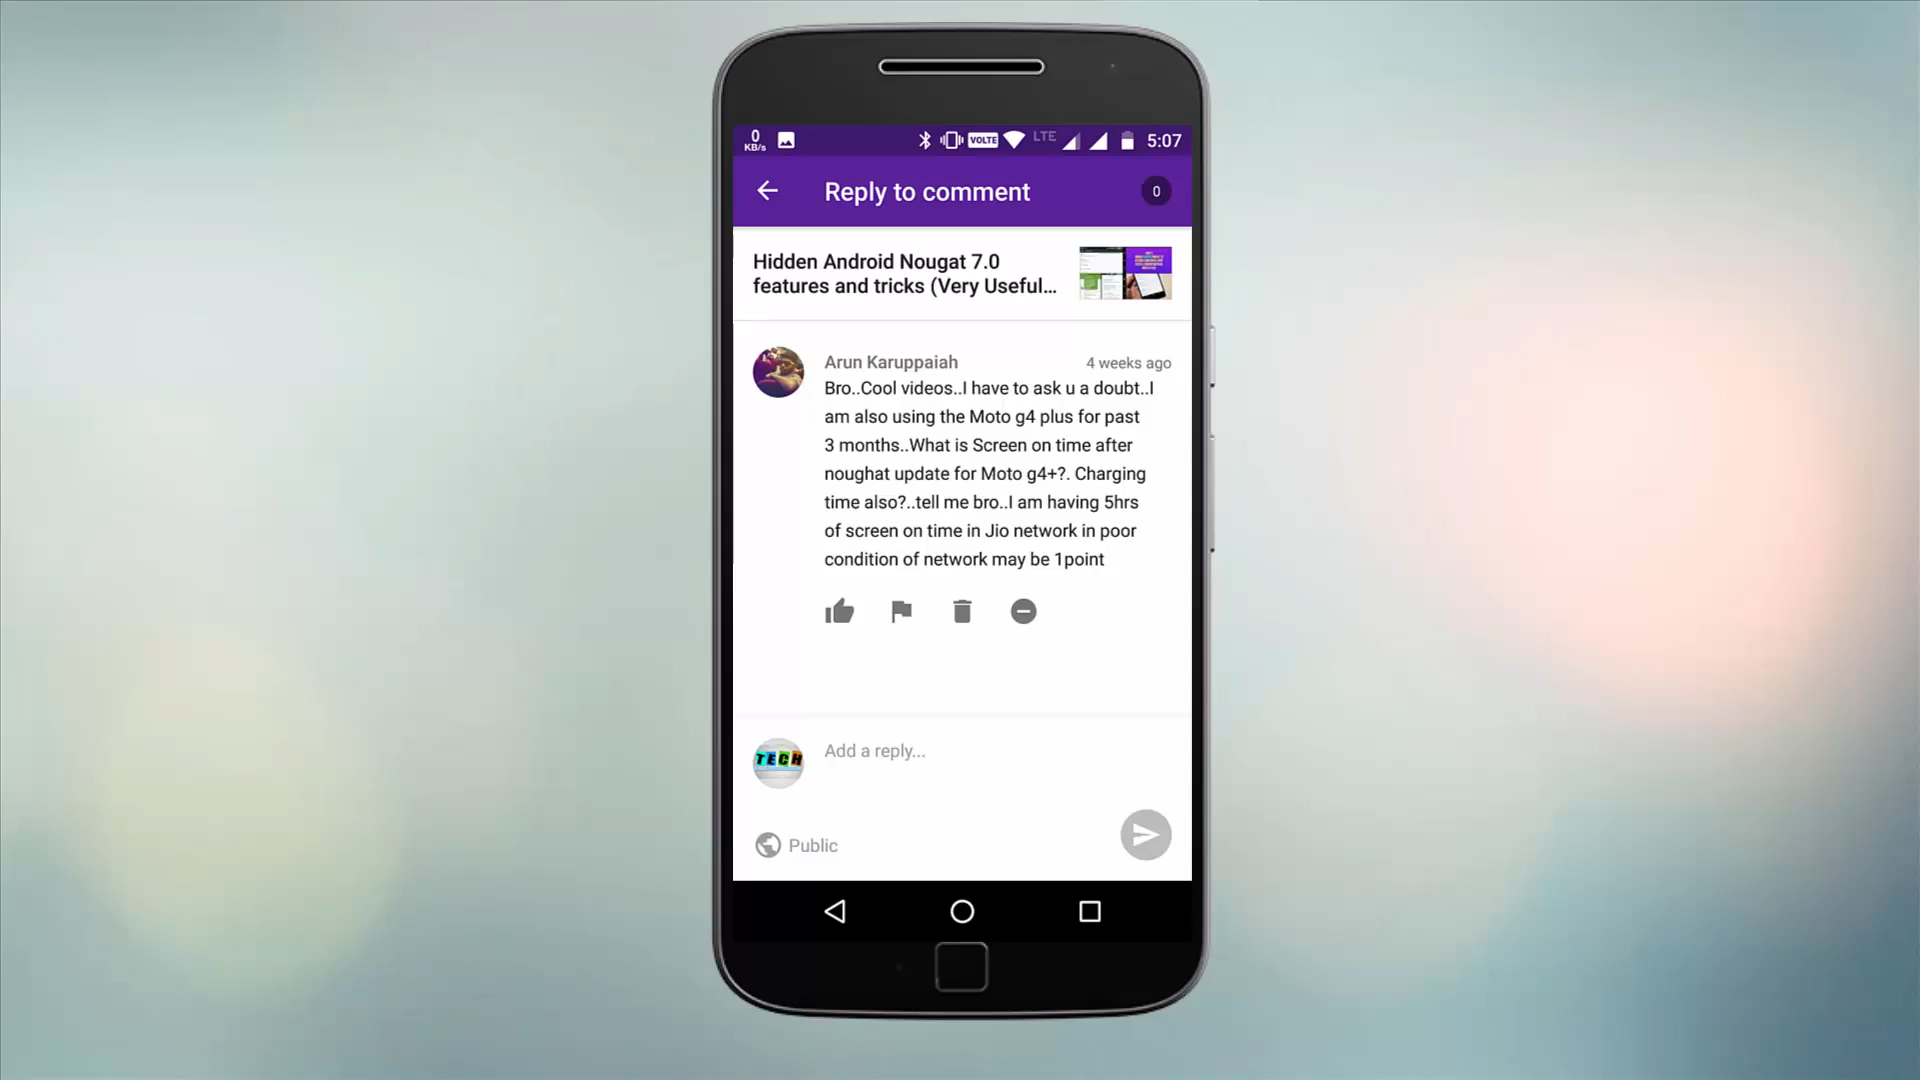 0
KB/s
VOLTE
LTE
5:07
Reply to comment
0
Hidden Android Nougat 7.0
features and tricks (Very Useful...
Arun Karuppaiah
4 weeks ago
Bro..Cool videos..I have to ask u a doubt..I
am also using the Moto g4 plus for past
3 months..What is Screen on time after
noughat update for Moto g4+?. Charging
time also?..tell me bro..I am having 5hrs
of screen on time in Jio network in poor
condition of network may be 1point
TECH
Add a reply...
Public